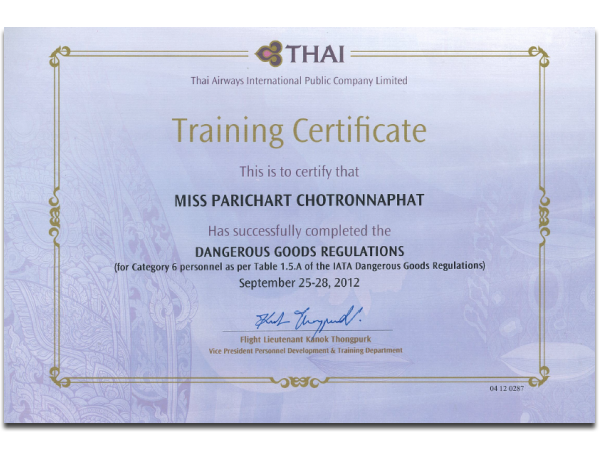 THAI
Thai Airways International Public Company Limited
Training Certificate
This is to certify that
MISS PARICHART CHOTRONNAPHAT
Has successfully completed the
DANGEROUS GOODS REGULATIONS
(for Category 6 personnel as per Table 1.5.A of the IATA Dangerous Goods Regulations)
September 25-28, 2012
Flight Lieutenant Kanok Thongpurk
Vice President Personnel Development & Training Department
04 12 0287